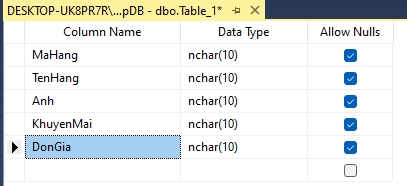 DESKTOP-UK8PR7R\...pDB - dbo.Table_1*
Column Name Data Type Allow Nulls
MaHang nchar(10)
TenHang nchar(10)
Anh nchar(10)
KhuyenMai nchar(10)
DonGia nchar(10)